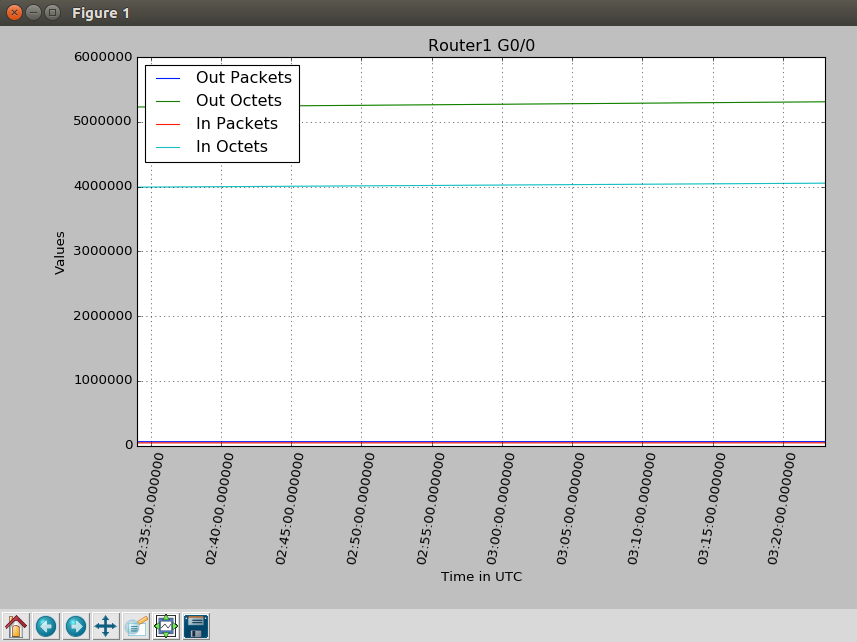 Figure 1
Router1 G0/0
Out Packets
Out Octets
In Packets
In Octets
6000000
5000000
4000000
3000000
2000000
1000000
0
Values
02:35:00.000000
02:40:00.000000
02:45:00.000000
02:50:00.000000
02:55:00.000000
03:00:00.000000
03:05:00.000000
03:10:00.000000
03:15:00.000000
03:20:00.000000
Time in UTC